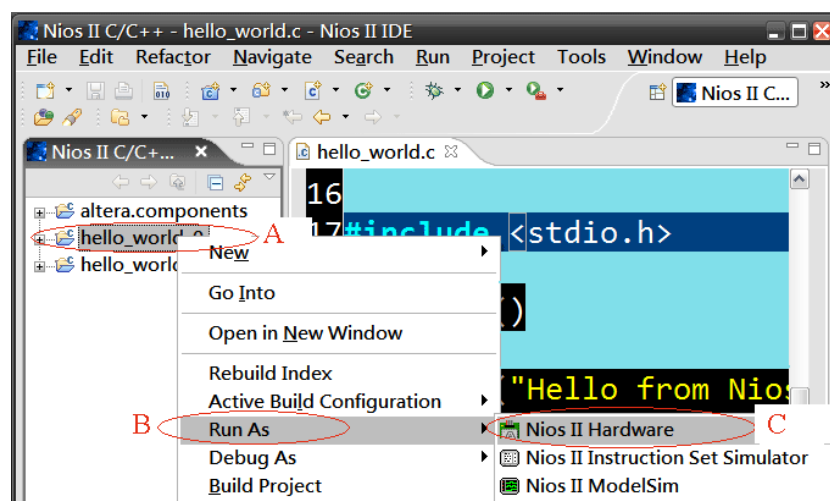 Nios II C/C++ - hello_world.c - Nios II IDE
File Edit Refactor Navigate Search Run Project Tools Window Help
Nios II C... »
Nios II C/C+... hello_world.c
altera.components
hello_world_0 A
hello_world
16
17 #include <stdio.h>
()
("Hello from Nios
New
Go Into
Open in New Window
Rebuild Index
Active Build Configuration
B Run As
Debug As
Build Project
Nios II Hardware C
Nios II Instruction Set Simulator
Nios II ModelSim